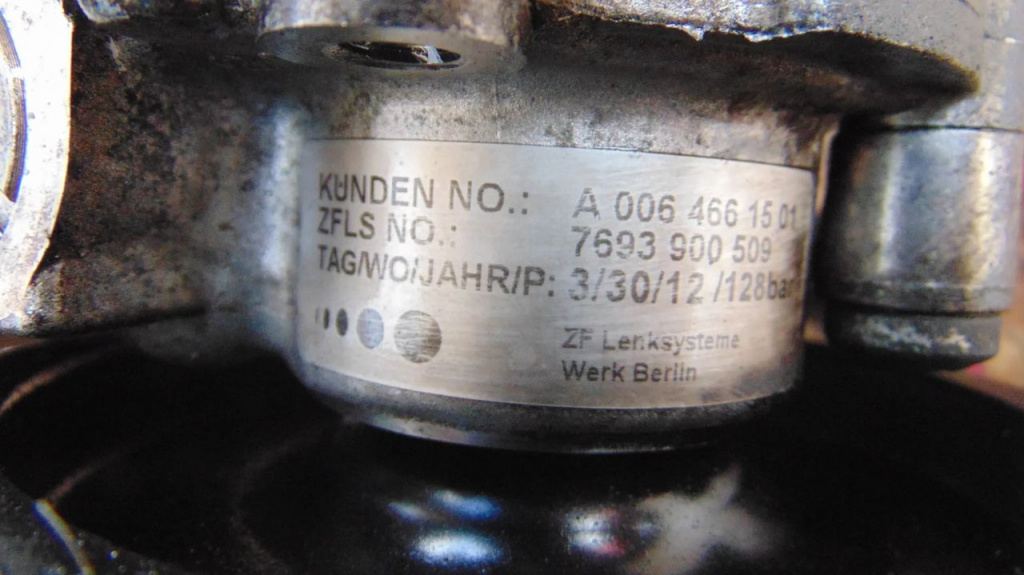 KUNDEN NO.: A 006 466 15 01
ZFLS NO.: 7693 900 509
TAG/WO/JAHR/P: 3/30/12 /128bar
ZF Lenksysteme
Werk Berlin